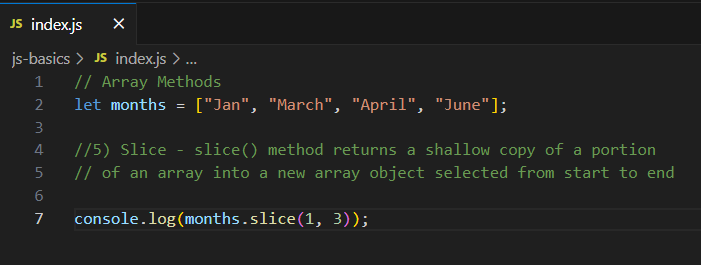 JS index.js ×
js-basics > JS index.js > ...
1 // Array Methods
2 let months = ["Jan", "March", "April", "June"];
3
4 //5) Slice - slice() method returns a shallow copy of a portion
5 // of an array into a new array object selected from start to end
6
7 console.log(months.slice(1, 3));